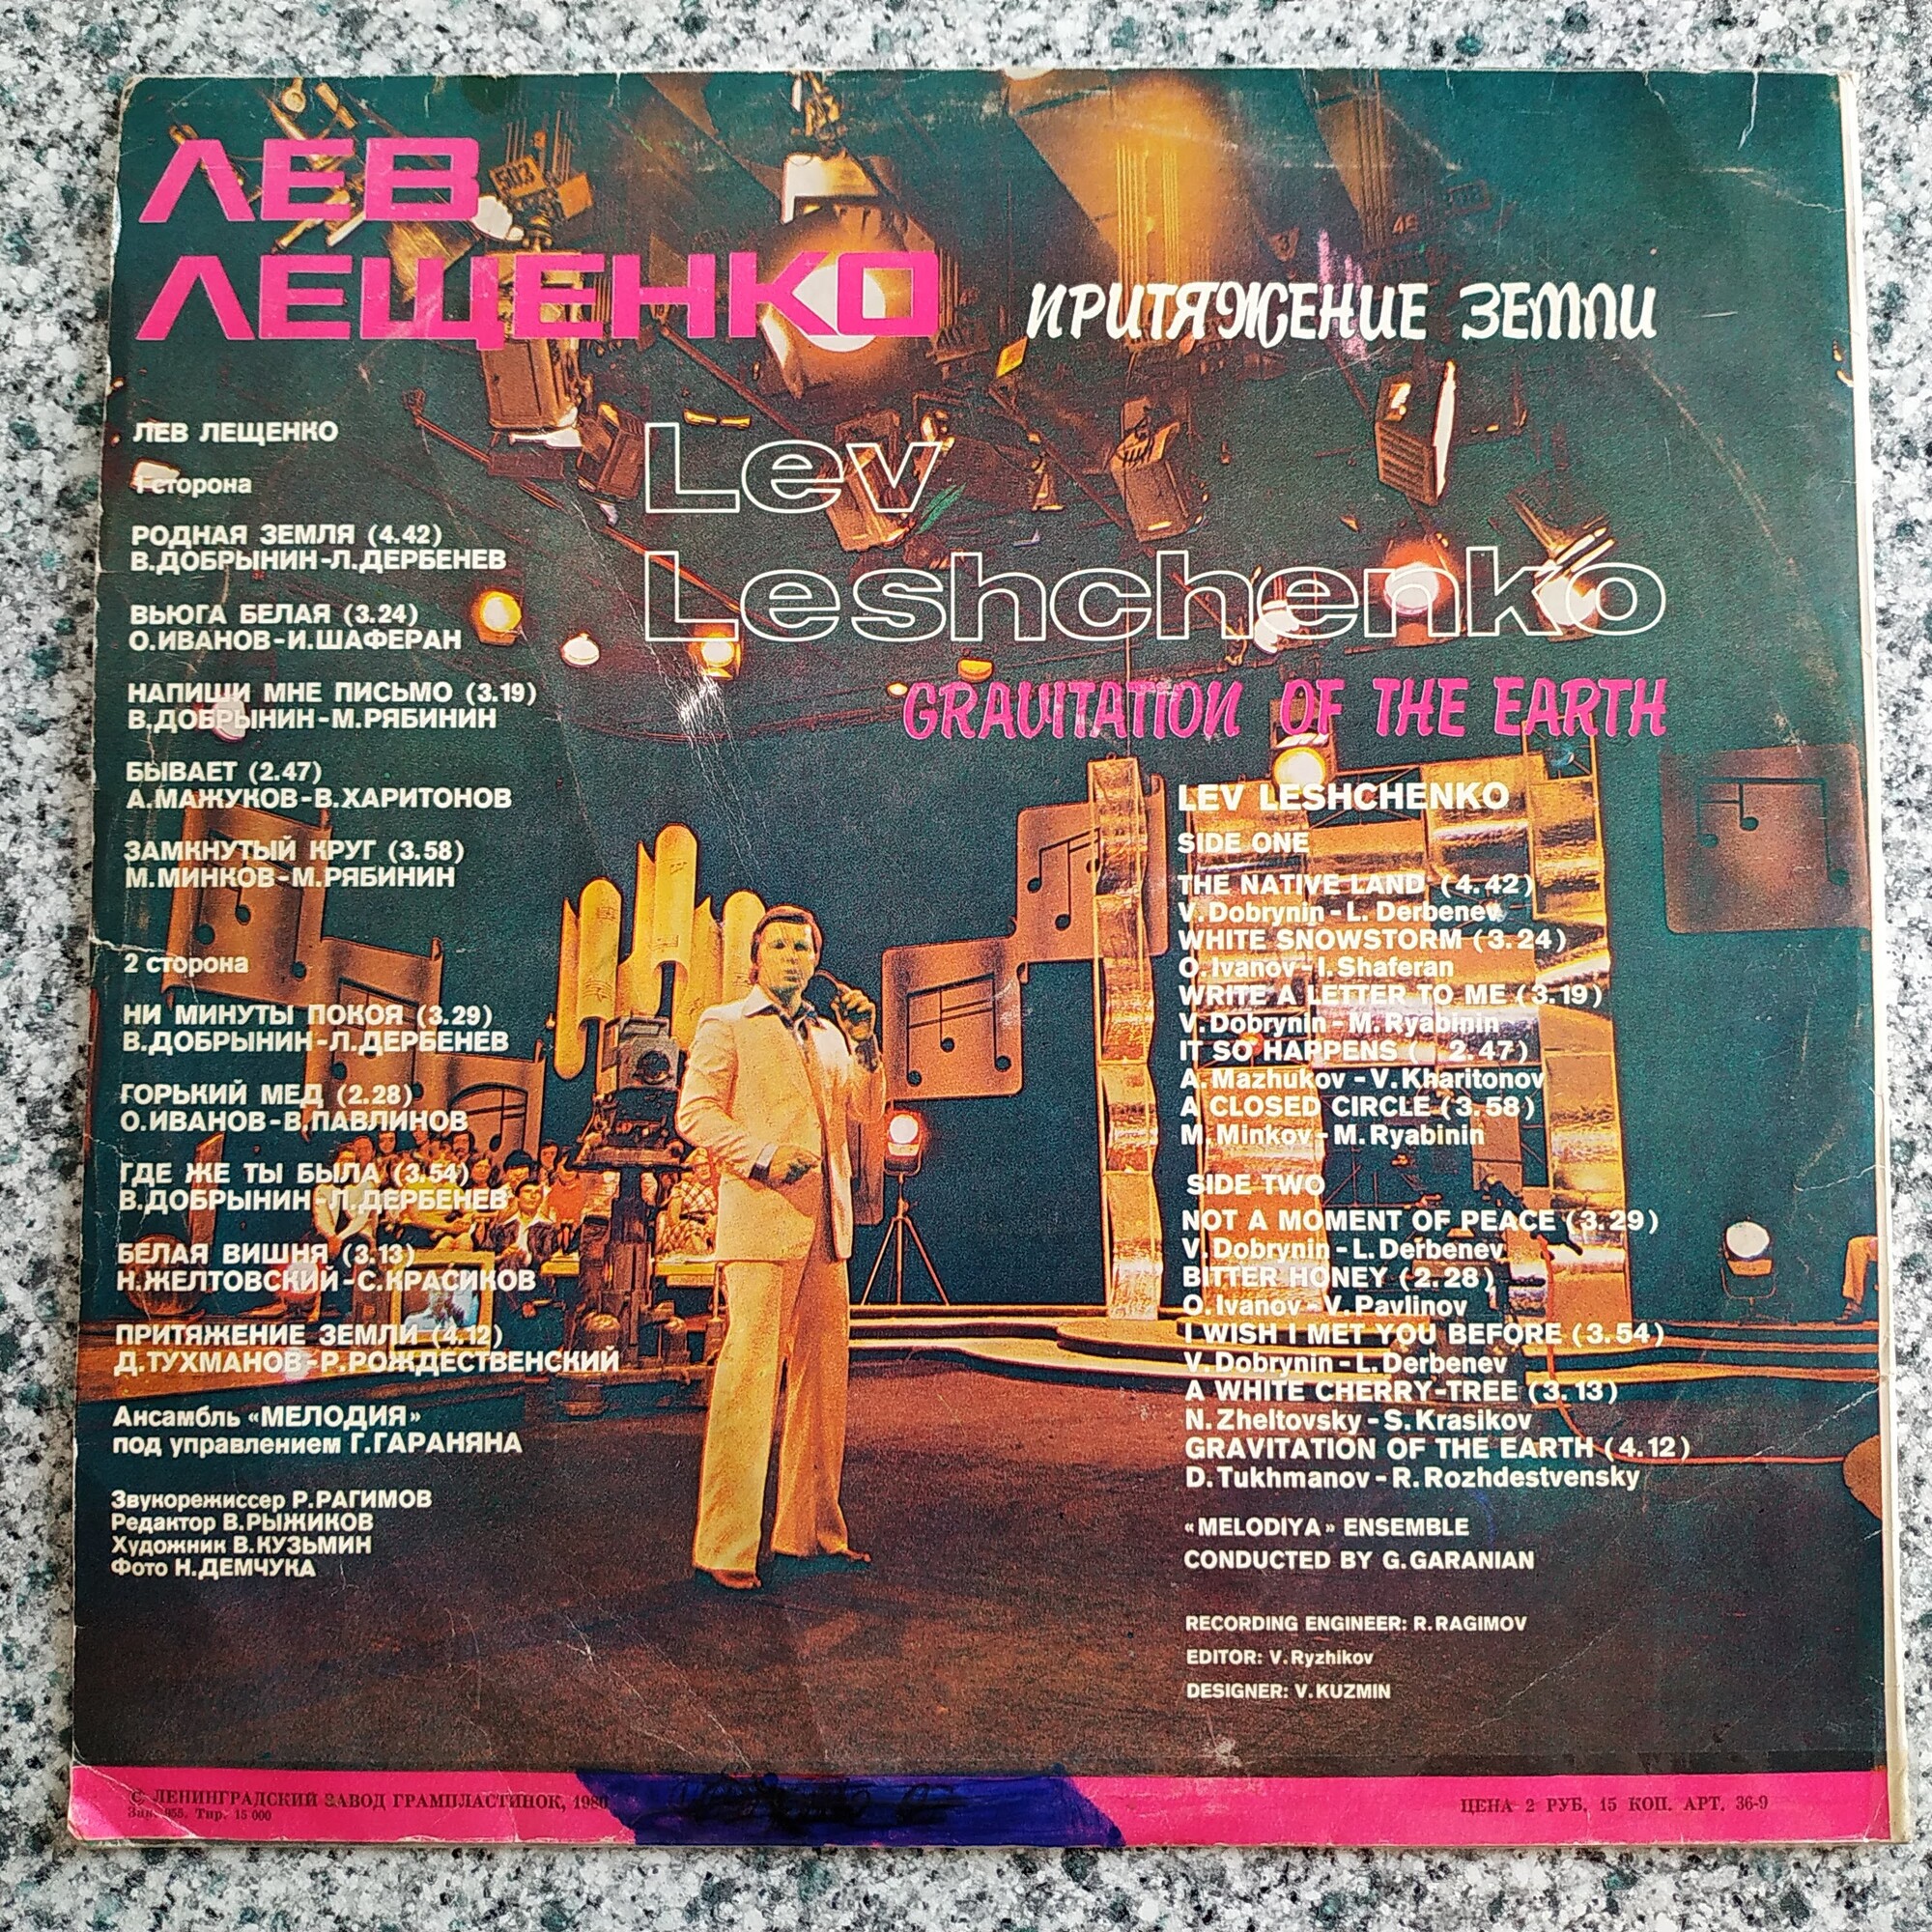 ЛЕВ
ЛЕЩЕНКО
ПРИТЯЖЕНИЕ ЗЕМЛИ
Lev
Leshchenko
GRAVITATION OF THE EARTH
ЛЕВ ЛЕЩЕНКО
1 сторона
РОДНАЯ ЗЕМЛЯ (4.42)
В.ДОБРЫНИН-Л.ДЕРБЕНЕВ
ВЬЮГА БЕЛАЯ (3.24)
О.ИВАНОВ-И.ШАФЕРАН
НАПИШИ МНЕ ПИСЬМО (3.19)
В.ДОБРЫНИН-М.РЯБИНИН
БЫВАЕТ (2.47)
А.МАЖУКОВ-В.ХАРИТОНОВ
ЗАМКНУТЫЙ КРУГ (3.58)
М.МИНКОВ-М.РЯБИНИН
2 сторона
НИ МИНУТЫ ПОКОЯ (3.29)
В.ДОБРЫНИН-Л.ДЕРБЕНЕВ
ГОРЬКИЙ МЕД (2.28)
О.ИВАНОВ-В.ПАВЛИНОВ
ГДЕ ЖЕ ТЫ БЫЛА (3.54)
В.ДОБРЫНИН-Л.ДЕРБЕНЕВ
БЕЛАЯ ВИШНЯ (3.13)
Н.ЖЕЛТОВСКИЙ-С.КРАСИКОВ
ПРИТЯЖЕНИЕ ЗЕМЛИ (4.12)
Д.ТУХМАНОВ-Р.РОЖДЕСТВЕНСКИЙ
Ансамбль «МЕЛОДИЯ»
под управлением Г.ГАРАНЯНА
Звукорежиссер Р.РАГИМОВ
Редактор В.РЫЖИКОВ
Художник В.КУЗЬМИН
Фото Н.ДЕМЧУКА
LEV LESHCHENKO
SIDE ONE
THE NATIVE LAND (4.42)
V. Dobrynin - L. Derbenev
WHITE SNOWSTORM (3.24)
O. Ivanov - I. Shaferan
WRITE A LETTER TO ME (3.19)
V. Dobrynin - M. Ryabinin
IT SO HAPPENS ( 2.47)
A. Mazhukov - V. Kharitonov
A CLOSED CIRCLE (3.58)
M. Minkov - M. Ryabinin
SIDE TWO
NOT A MOMENT OF PEACE (3.29)
V. Dobrynin - L. Derbenev
BITTER HONEY (2.28)
O. Ivanov - V. Pavlinov
I WISH I MET YOU BEFORE (3.54)
V. Dobrynin - L. Derbenev
A WHITE CHERRY-TREE (3.13)
N. Zheltovsky - S. Krasikov
GRAVITATION OF THE EARTH (4.12)
D. Tukhmanov - R. Rozhdestvensky
«MELODIYA» ENSEMBLE
CONDUCTED BY G. GARANIAN
RECORDING ENGINEER: R. RAGIMOV
EDITOR: V. Ryzhikov
DESIGNER: V. KUZMIN
С ЛЕНИНГРАДСКИЙ ЗАВОД ГРАМПЛАСТИНОК, 1980
Зак. 955. Тир. 15 000
ЦЕНА 2 РУБ. 15 КОП. АРТ. 36-9
503